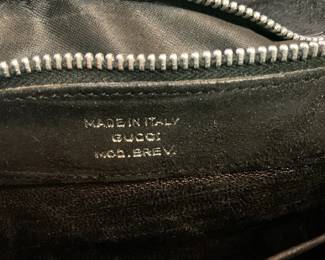 MADE IN ITALY
GUCCI
MOD. BREV.